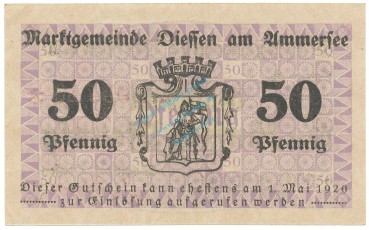 Marktgemeinde Diessen am Ammersee
50 50
Pfennig Pfennig
Dieser Gutschein kann ehestens am 1. Mai 1920
zur Einlösung aufgerufen werden